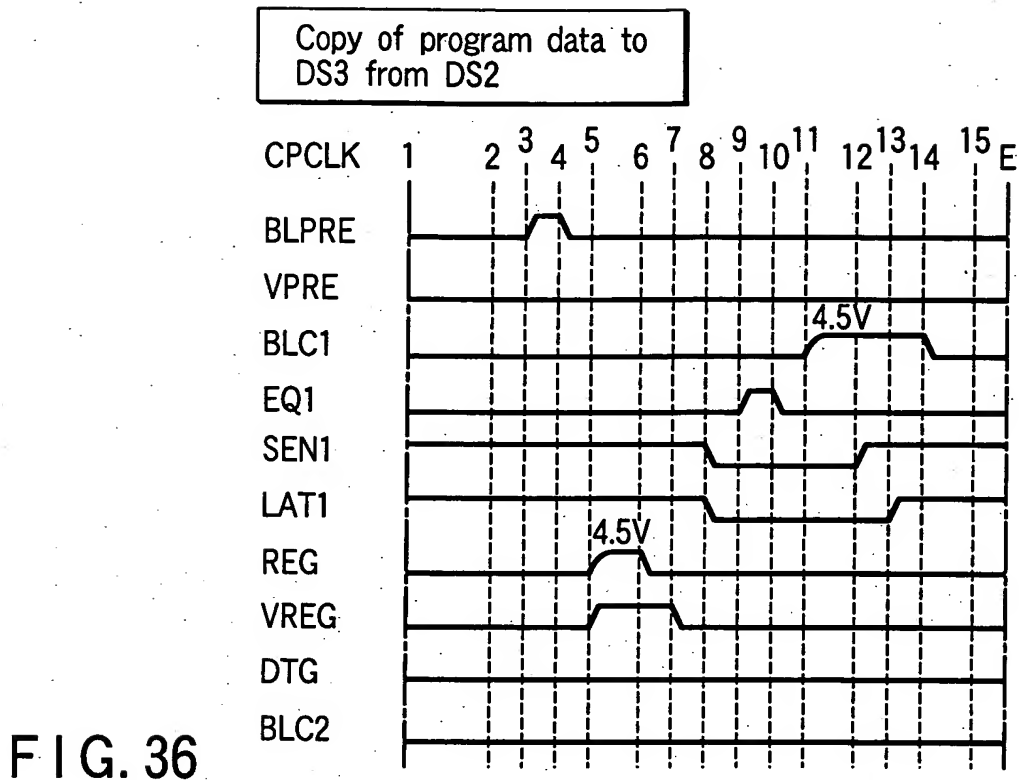 Copy of program data to
DS3 from DS2
CPCLK 1 2 3 4 5 6 7 8 9 10 11 12 13 14 15 E
BLPRE
VPRE
BLC1 4.5V
EQ1
SEN1
LAT1
REG 4.5V
VREG
DTG
BLC2
FIG. 36